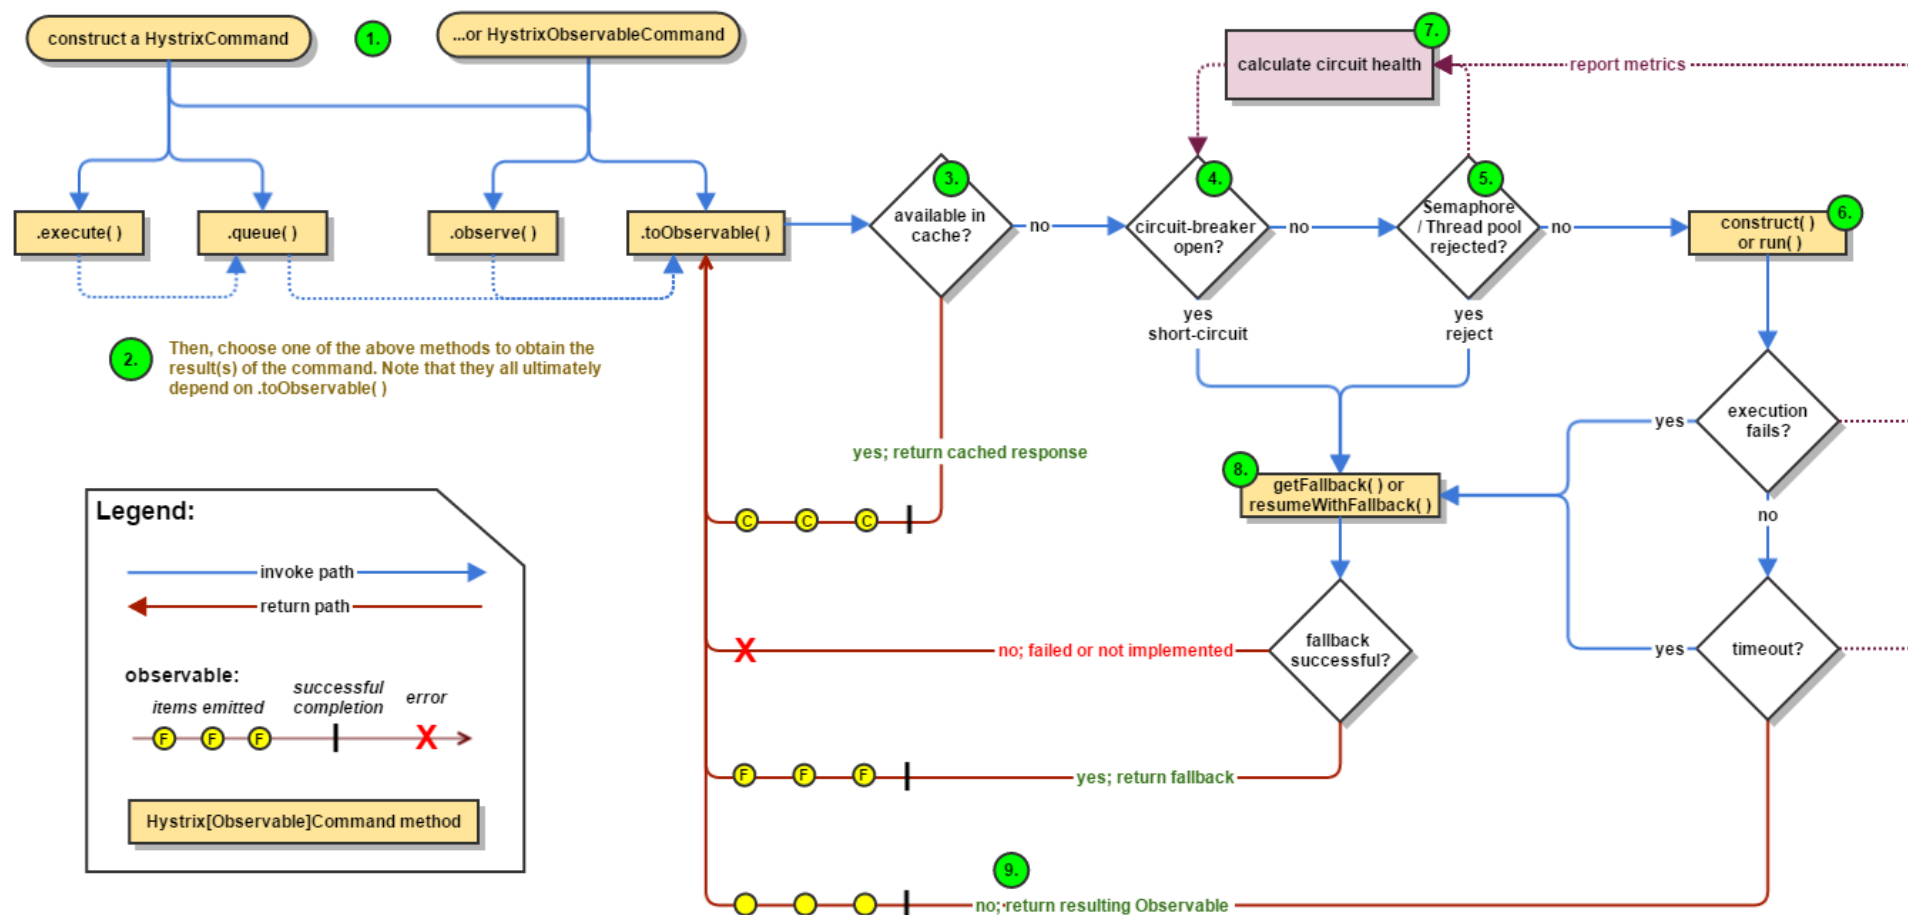 construct a HystrixCommand
1.
...or HystrixObservableCommand
7.
calculate circuit health
report metrics
3.
available in
cache?
no
4.
circuit-breaker
open?
no
5.
Semaphore
/ Thread pool
rejected?
no
6.
construct( )
or run( )
.execute( )
.queue( )
.observe( )
.toObservable( )
yes
short-circuit
yes
reject
2.
Then, choose one of the above methods to obtain the
result(s) of the command. Note that they all ultimately
depend on .toObservable( )
yes; return cached response
C C C
yes
execution
fails?
no
8.
getFallback( ) or
resumeWithFallback( )
Legend:
invoke path
return path
observable:
items emitted
successful
completion
error
F F F
X
Hystrix[Observable]Command method
X
no; failed or not implemented
fallback
successful?
yes
timeout?
F F F
yes; return fallback
9.
no; return resulting Observable